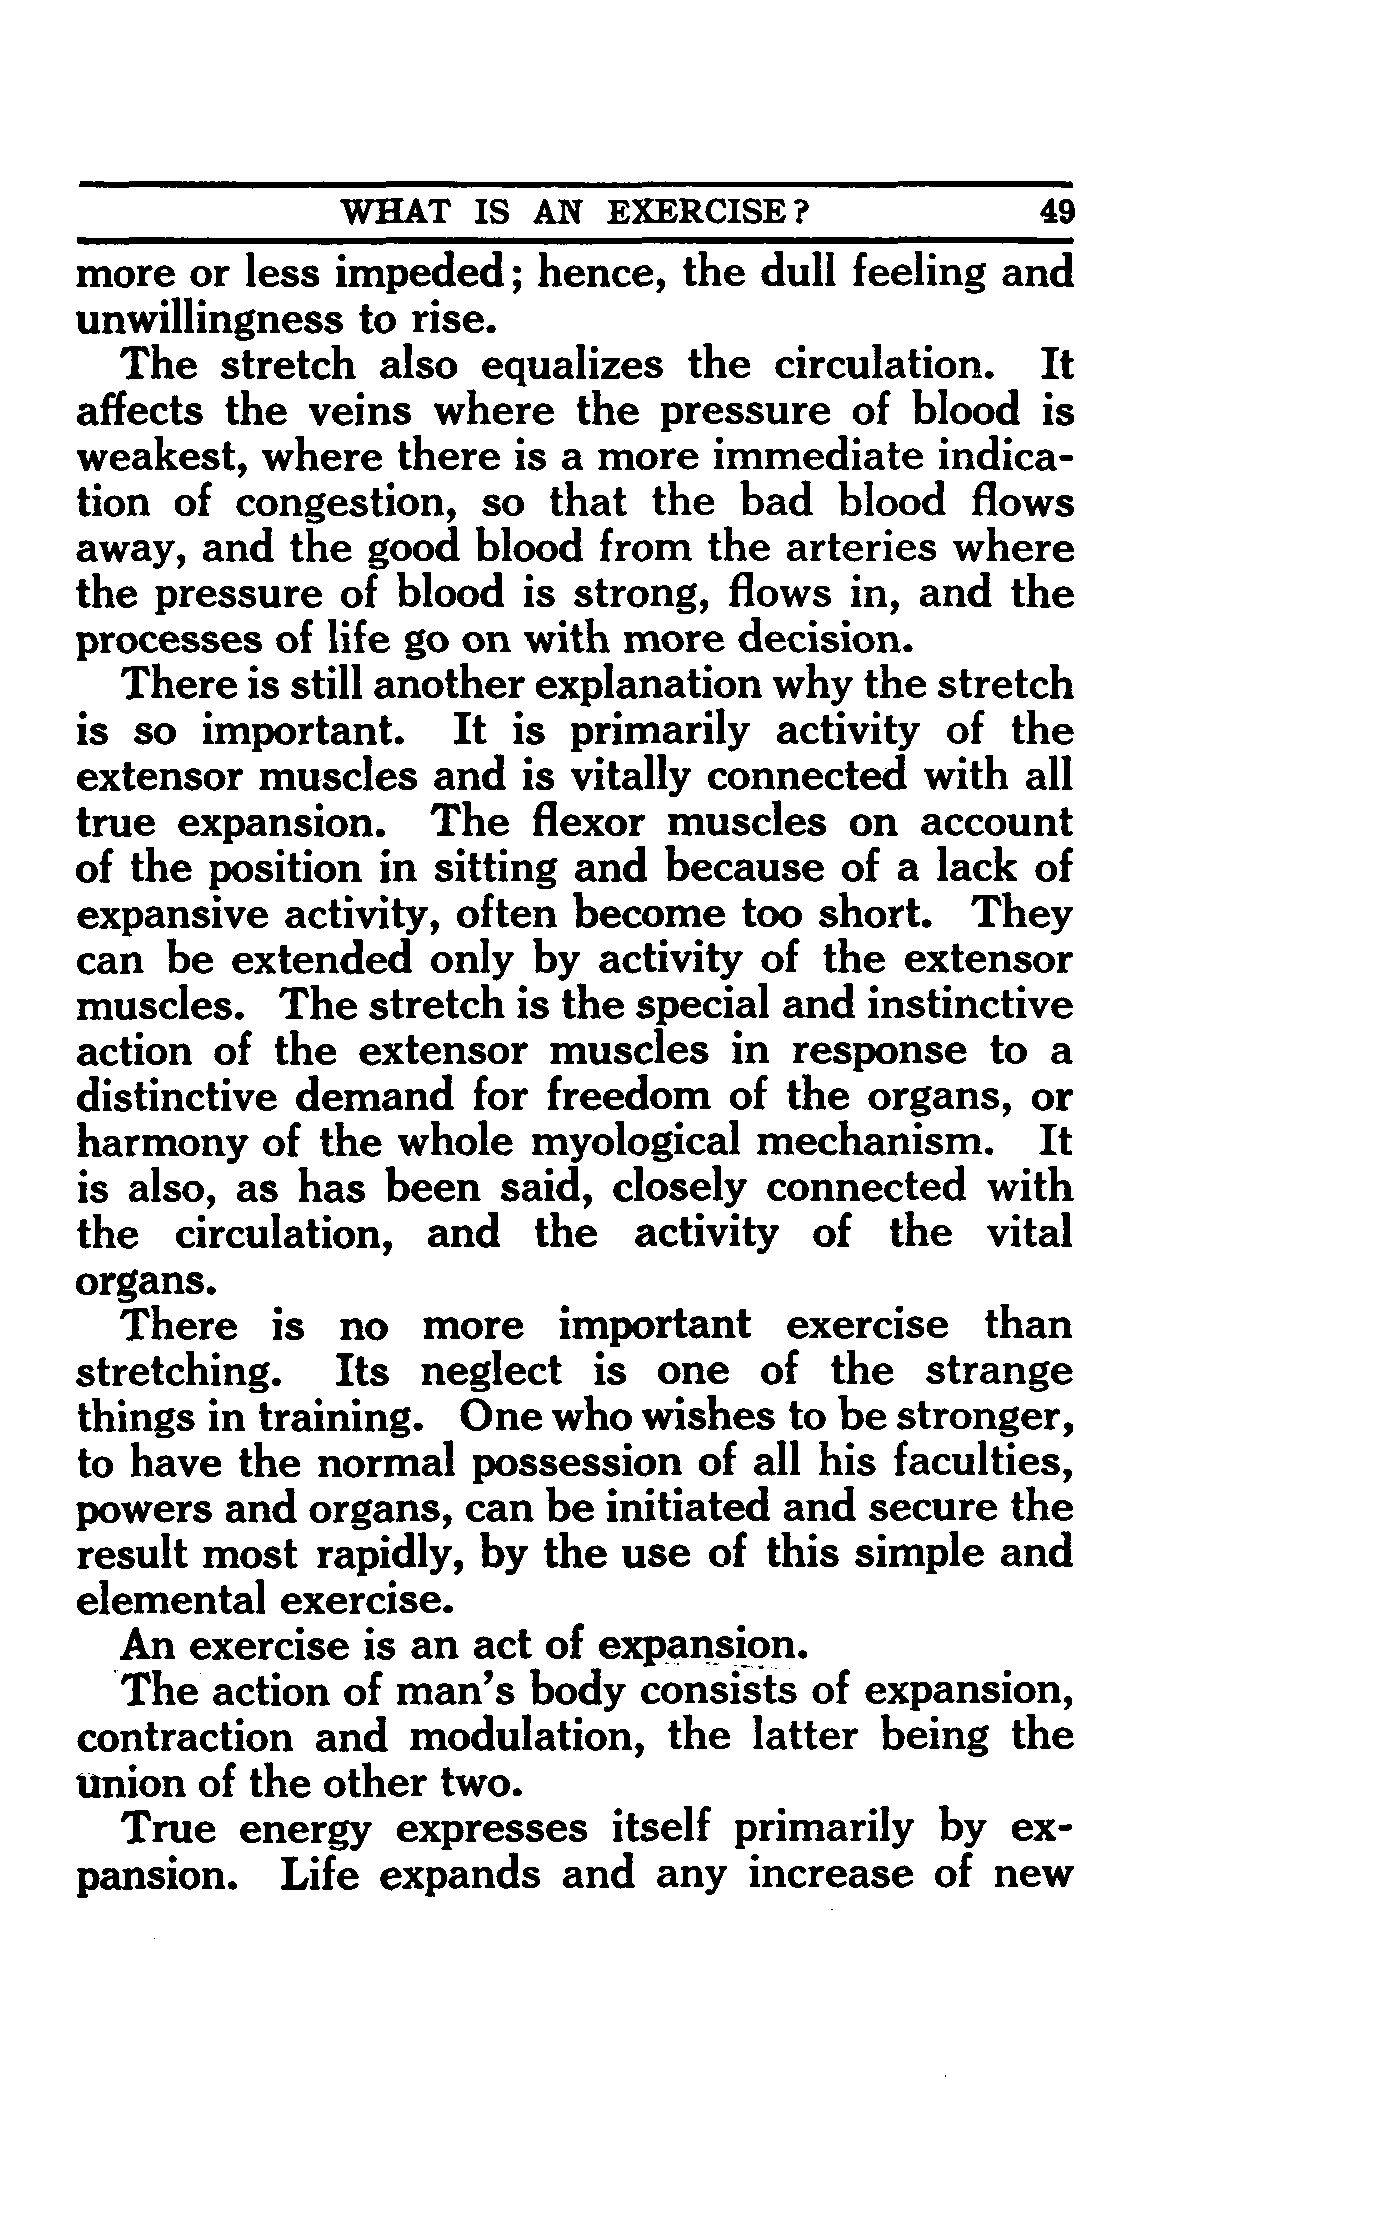 WHAT IS AN EXERCISE? 49
more or less impeded; hence, the dull feeling and
unwillingness to rise.
The stretch also equalizes the circulation. It
affects the veins where the pressure of blood is
weakest, where there is a more immediate indica-
tion of congestion, so that the bad blood flows
away, and the good blood from the arteries where
the pressure of blood is strong, flows in, and the
processes of life go on with more decision.
There is still another explanation why the stretch
is so important. It is primarily activity of the
extensor muscles and is vitally connected with all
true expansion. The flexor muscles on account
of the position in sitting and because of a lack of
expansive activity, often become too short. They
can be extended only by activity of the extensor
muscles. The stretch is the special and instinctive
action of the extensor muscles in response to a
distinctive demand for freedom of the organs, or
harmony of the whole myological mechanism. It
is also, as has been said, closely connected with
the circulation, and the activity of the vital
organs.
There is no more important exercise than
stretching. Its neglect is one of the strange
things in training. One who wishes to be stronger,
to have the normal possession of all his faculties,
powers and organs, can be initiated and secure the
result most rapidly, by the use of this simple and
elemental exercise.
An exercise is an act of expansion.
The action of man's body consists of expansion,
contraction and modulation, the latter being the
union of the other two.
True energy expresses itself primarily by ex-
pansion. Life expands and any increase of new